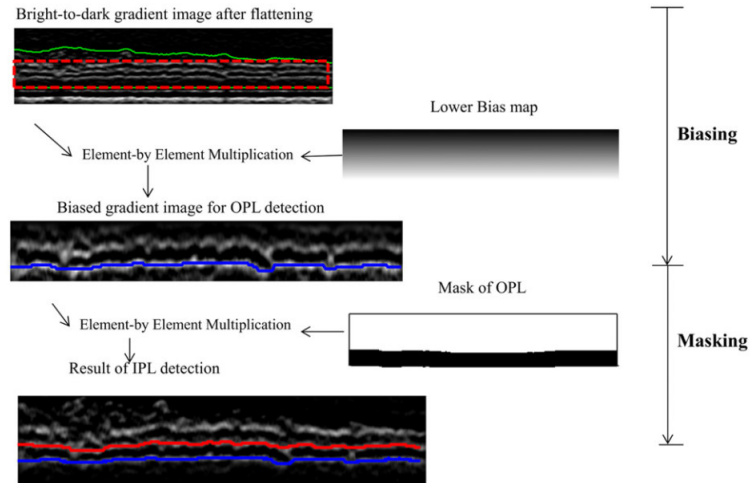 Bright-to-dark gradient image after flattening
Lower Bias map
Biasing
Element-by Element Multiplication
Biased gradient image for OPL detection
Mask of OPL
Element-by Element Multiplication
Masking
Result of IPL detection